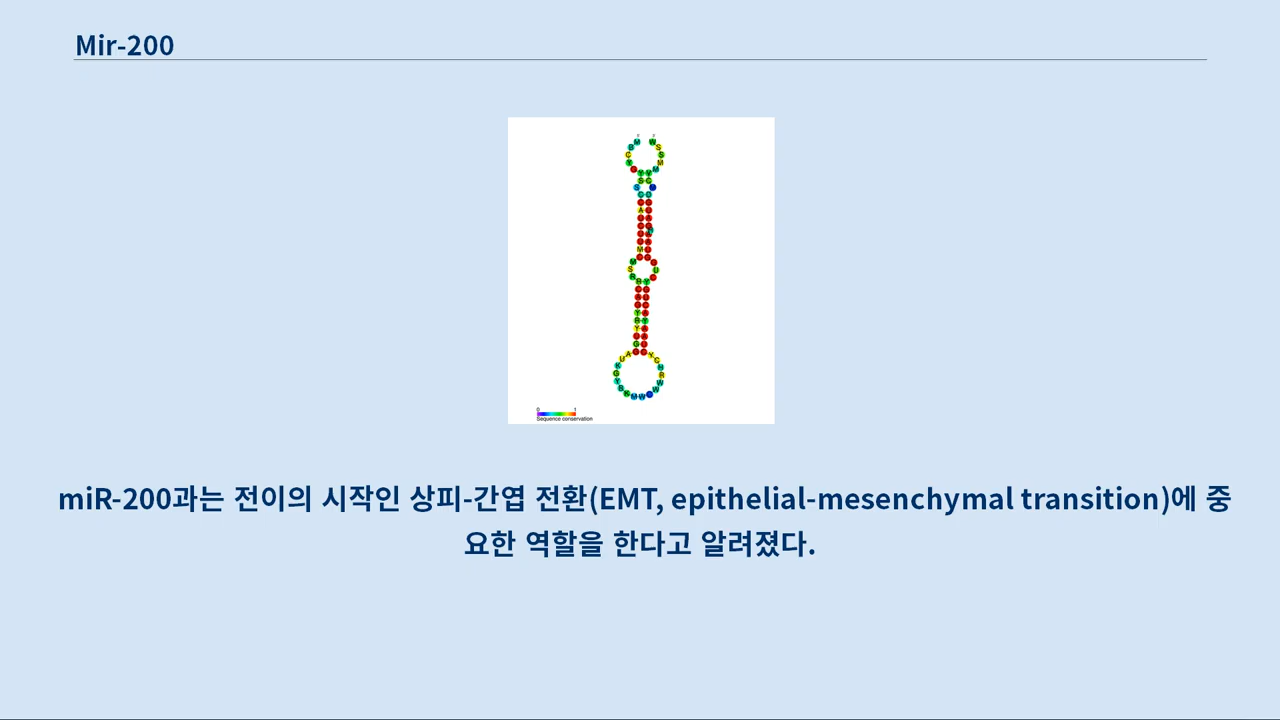 Mir-200
0 1
Sequence conservation
miR-200과는 전이의 시작인 상피-간엽 전환(EMT, epithelial-mesenchymal transition)에 중
요한 역할을 한다고 알려졌다.